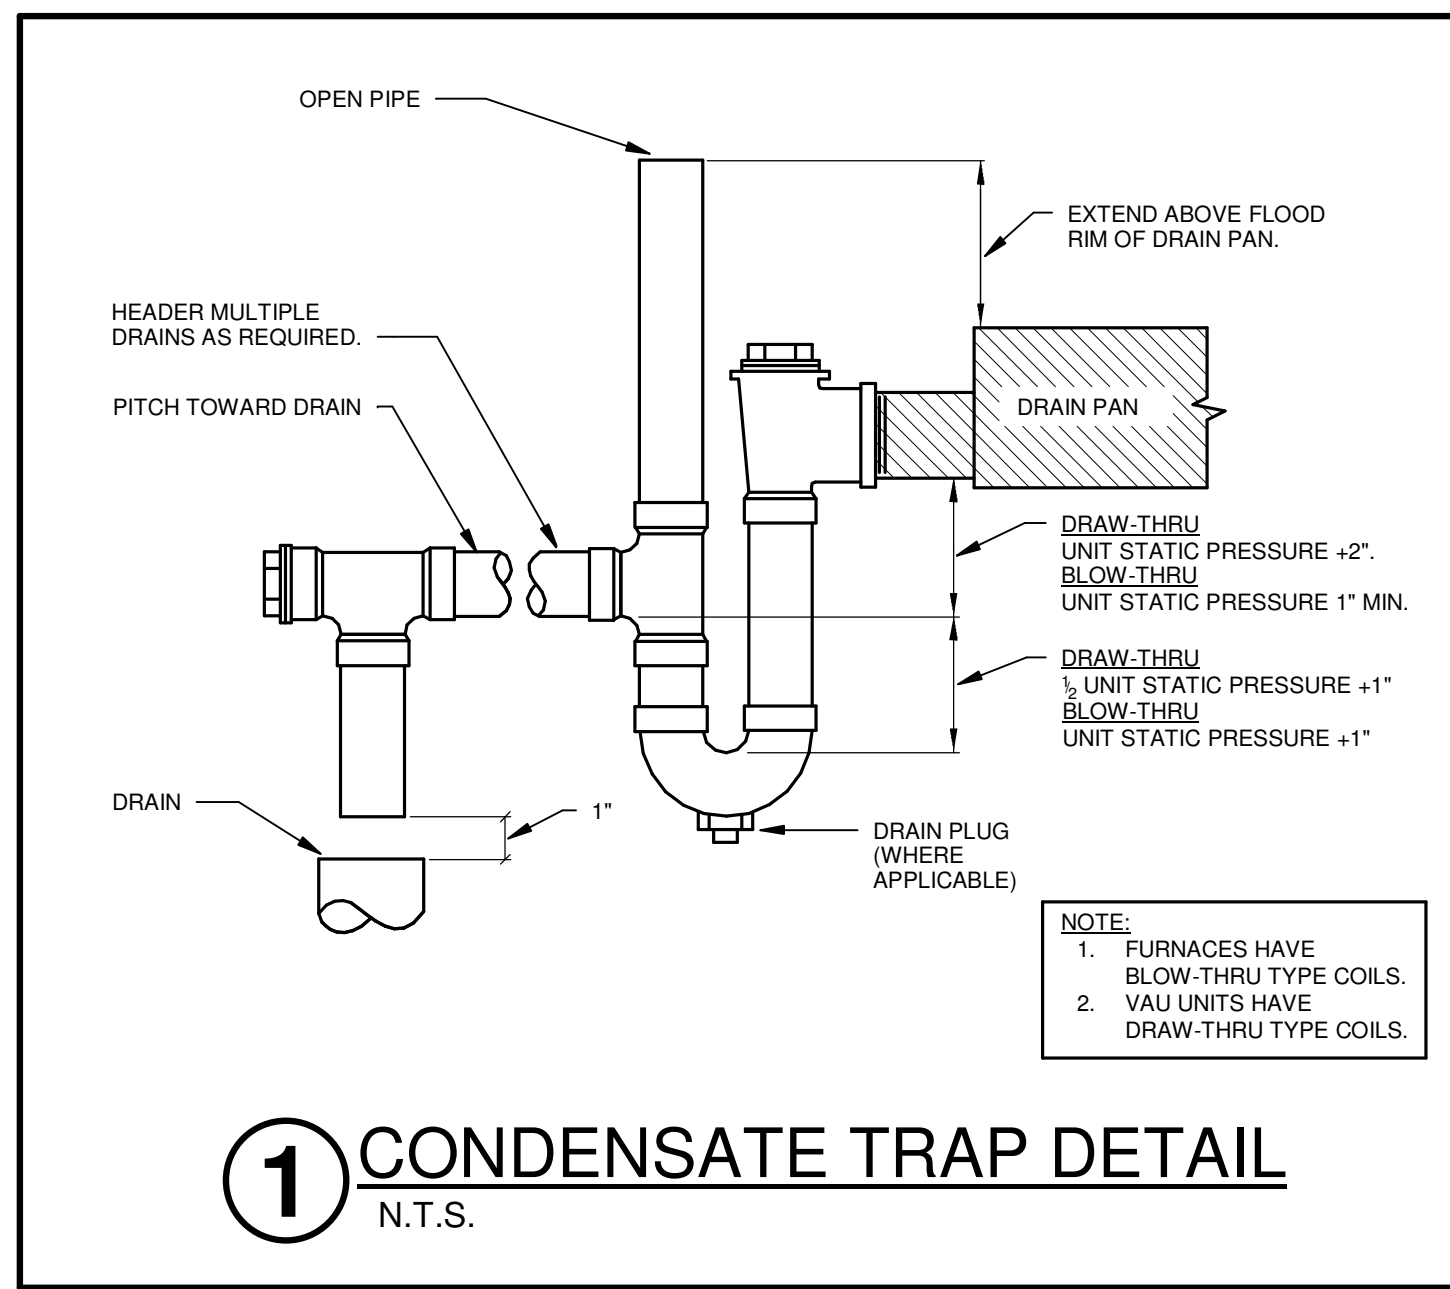 OPEN PIPE
EXTEND ABOVE FLOOD
RIM OF DRAIN PAN.
HEADER MULTIPLE
DRAINS AS REQUIRED.
PITCH TOWARD DRAIN
DRAIN PAN
DRAW-THRU
UNIT STATIC PRESSURE +2".
BLOW-THRU
UNIT STATIC PRESSURE 1" MIN.
DRAW-THRU
1/2 UNIT STATIC PRESSURE +1"
BLOW-THRU
UNIT STATIC PRESSURE +1"
DRAIN
1"
DRAIN PLUG
(WHERE
APPLICABLE)
NOTE:
1. FURNACES HAVE
BLOW-THRU TYPE COILS.
2. VAU UNITS HAVE
DRAW-THRU TYPE COILS.
1 CONDENSATE TRAP DETAIL
N.T.S.